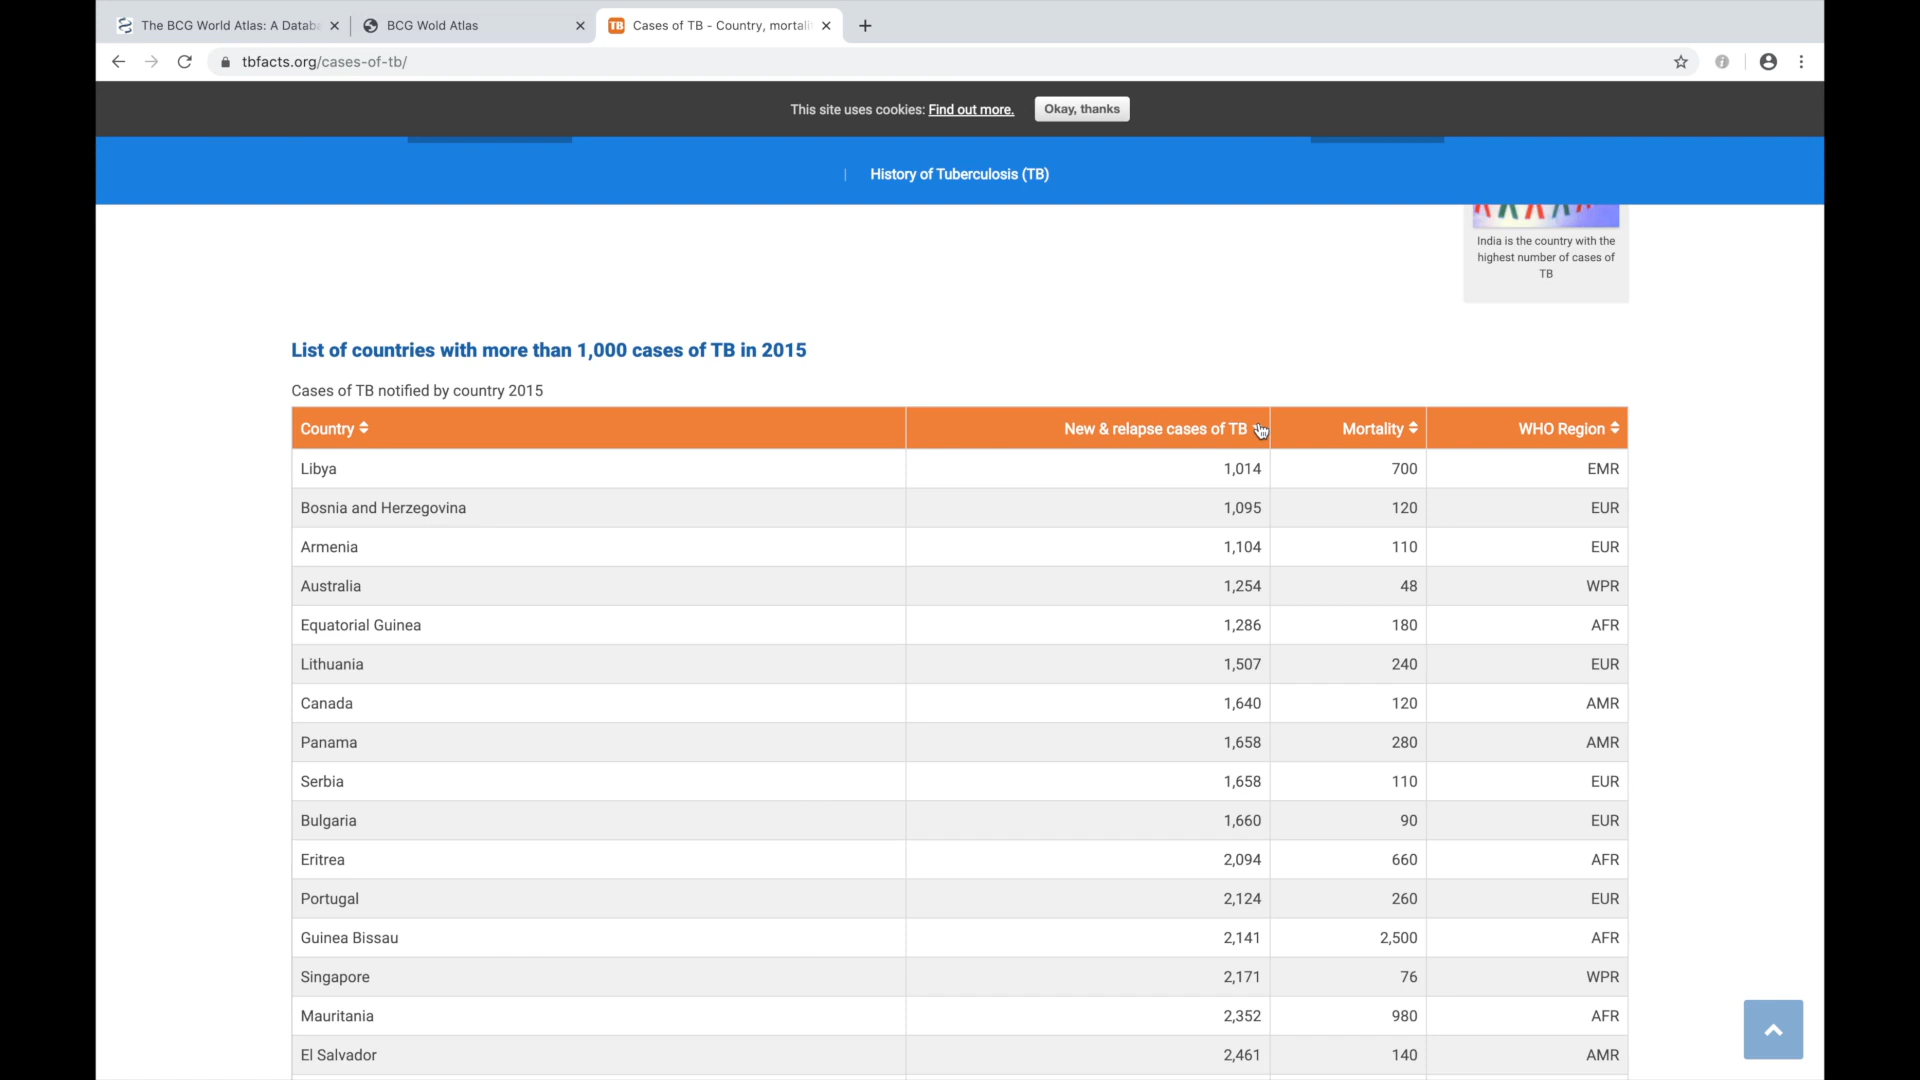 The BCG World Atlas: A Datab
BCG Wold Atlas
TB Cases of TB - Country, mortali
tbfacts.org/cases-of-tb/
This site uses cookies: Find out more. Okay, thanks
| History of Tuberculosis (TB)
India is the country with the
highest number of cases of
TB
List of countries with more than 1,000 cases of TB in 2015
Cases of TB notified by country 2015
Country New & relapse cases of TB Mortality WHO Region
Libya 1,014 700 EMR
Bosnia and Herzegovina 1,095 120 EUR
Armenia 1,104 110 EUR
Australia 1,254 48 WPR
Equatorial Guinea 1,286 180 AFR
Lithuania 1,507 240 EUR
Canada 1,640 120 AMR
Panama 1,658 280 AMR
Serbia 1,658 110 EUR
Bulgaria 1,660 90 EUR
Eritrea 2,094 660 AFR
Portugal 2,124 260 EUR
Guinea Bissau 2,141 2,500 AFR
Singapore 2,171 76 WPR
Mauritania 2,352 980 AFR
El Salvador 2,461 140 AMR